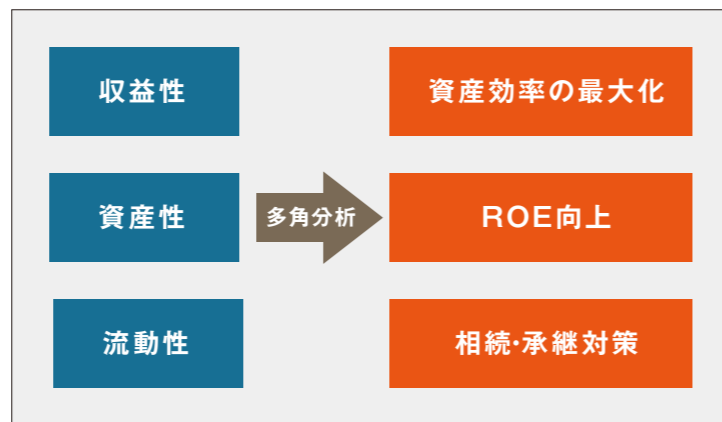 収益性
資産性
流動性
多角分析
資産効率の最大化
ROE向上
相続・承継対策